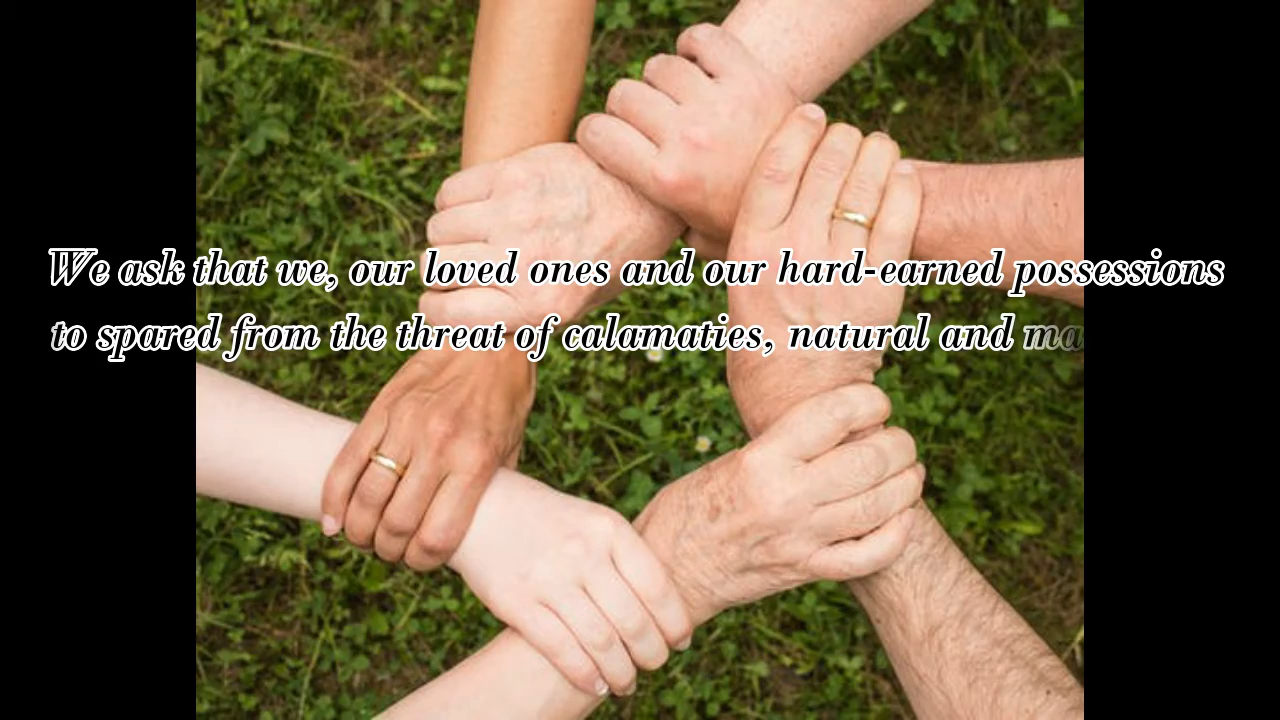 We ask that we, our loved ones and our hard-earned possessions
to spared from the threat of calamaties, natural and